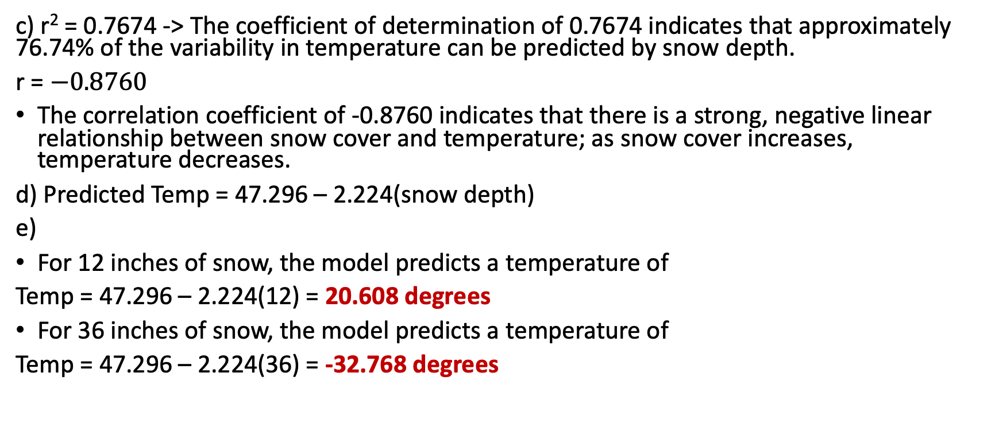 c) r² = 0.7674 -> The coefficient of determination of 0.7674 indicates that approximately
76.74% of the variability in temperature can be predicted by snow depth.
r = −0.8760
• The correlation coefficient of -0.8760 indicates that there is a strong, negative linear
relationship between snow cover and temperature; as snow cover increases,
temperature decreases.
d) Predicted Temp = 47.296 – 2.224(snow depth)
e)
• For 12 inches of snow, the model predicts a temperature of
Temp = 47.296 – 2.224(12) = 20.608 degrees
• For 36 inches of snow, the model predicts a temperature of
Temp = 47.296 – 2.224(36) = -32.768 degrees